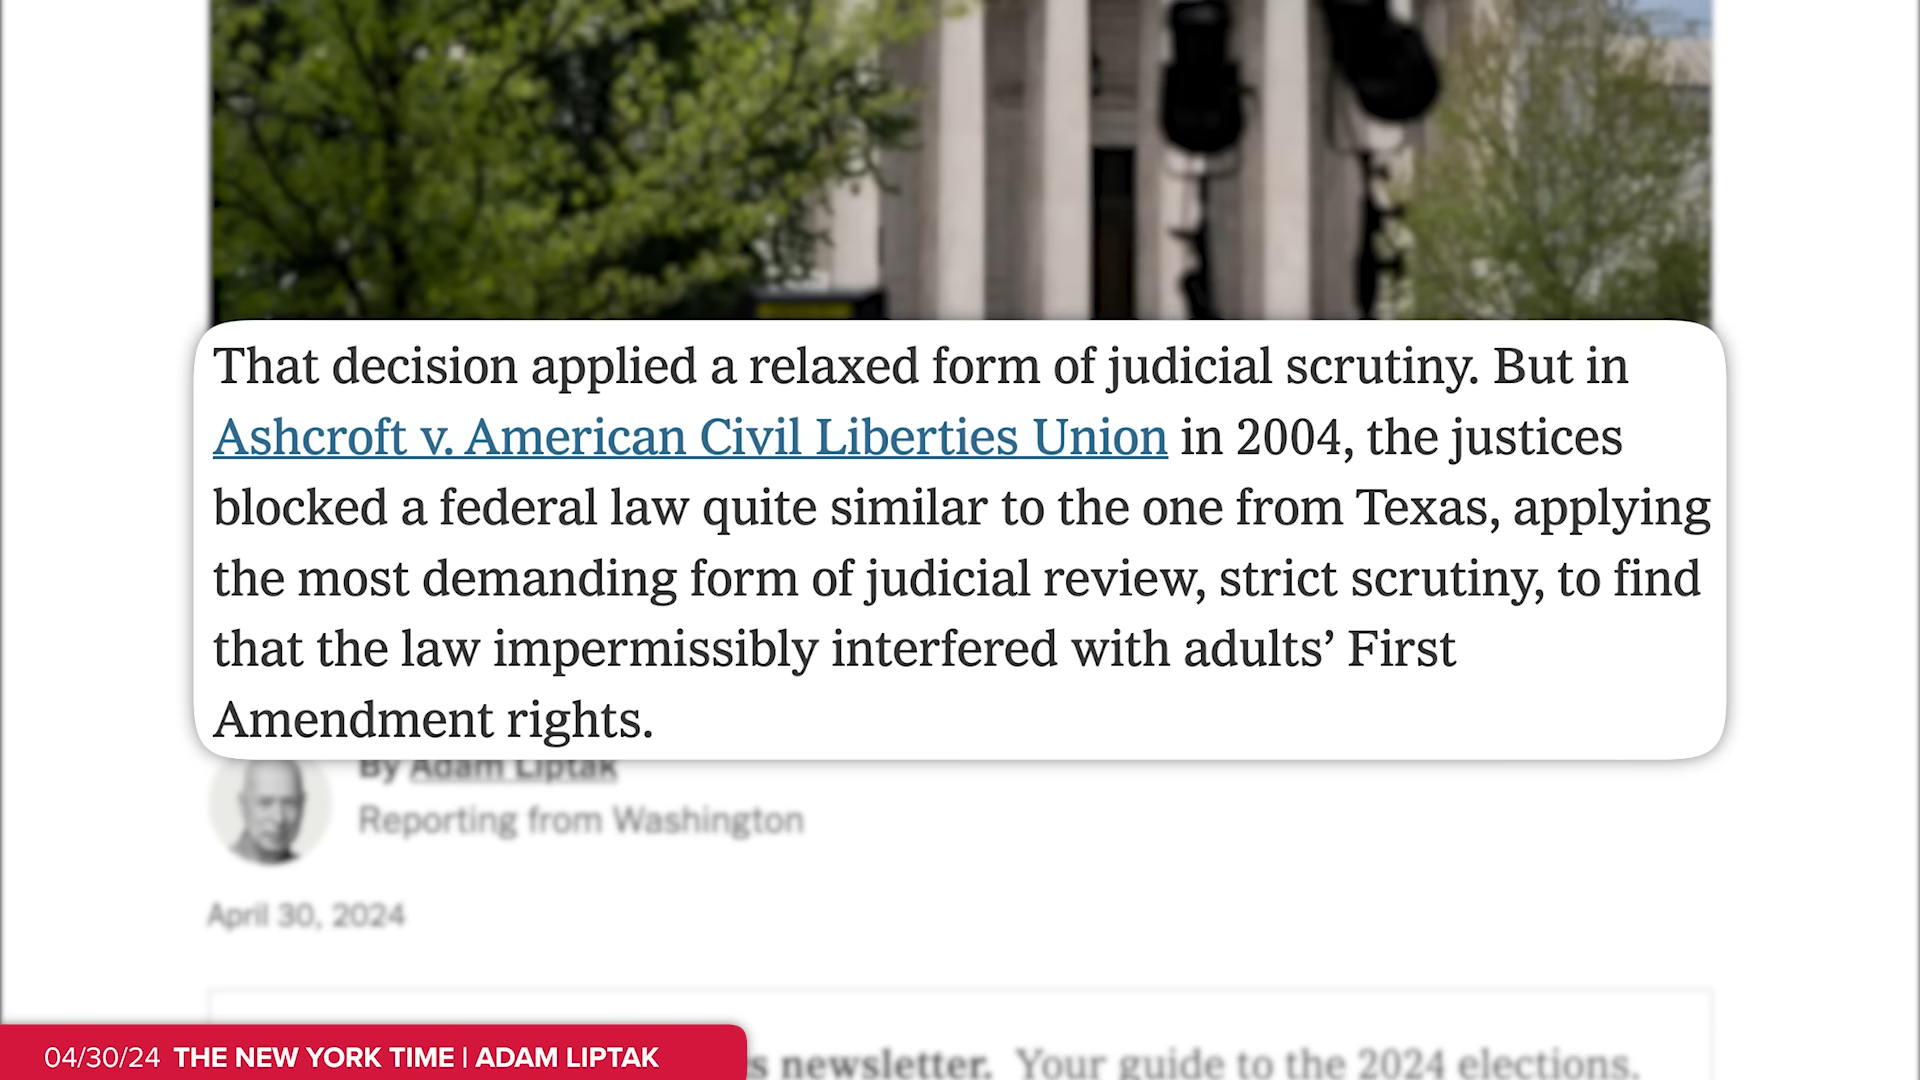 That decision applied a relaxed form of judicial scrutiny. But in
Ashcroft v. American Civil Liberties Union in 2004, the justices
blocked a federal law quite similar to the one from Texas, applying
the most demanding form of judicial review, strict scrutiny, to find
that the law impermissibly interfered with adults’ First
Amendment rights.
By Adam Liptak
Reporting from Washington
April 30, 2024
newsletter. Your guide to the 2024 elections.
04/30/24 THE NEW YORK TIME | ADAM LIPTAK